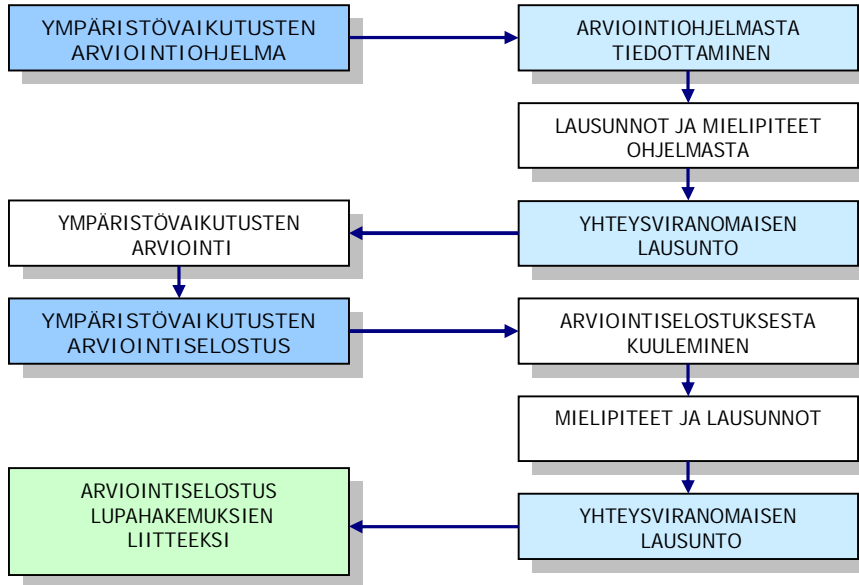 YMPÄRISTÖVAIKUTUSTEN
ARVIOINTIOHJELMA
ARVIOINTIOHJELMASTA
TIEDOTTAMINEN
LAUSUNNOT JA MIELIPITEET
OHJELMASTA
YHTEYSVIRANOMAISEN
LAUSUNTO
YMPÄRISTÖVAIKUTUSTEN
ARVIOINTI
YMPÄRISTÖVAIKUTUSTEN
ARVIOINTISELOSTUS
ARVIOINTISELOSTUKSESTA
KUULEMINEN
MIELIPITEET JA LAUSUNNOT
YHTEYSVIRANOMAISEN
LAUSUNTO
ARVIOINTISELOSTUS
LUPAHAKEMUKSIEN
LIITTEEKSI